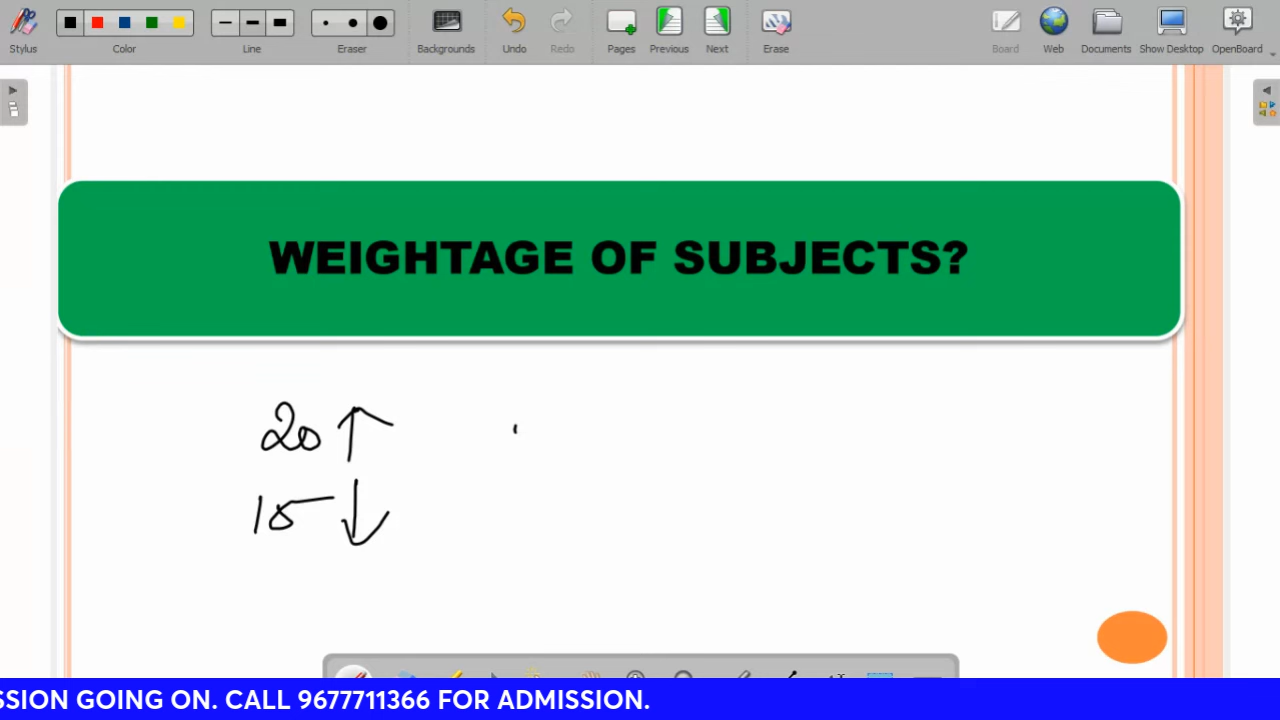 Stylus Color Line Eraser Backgrounds Undo Redo Pages Previous Next Erase Board Web Documents Show Desktop OpenBoard
WEIGHTAGE OF SUBJECTS?
20 ↑
15 ↓
SSION GOING ON. CALL 9677711366 FOR ADMISSION.